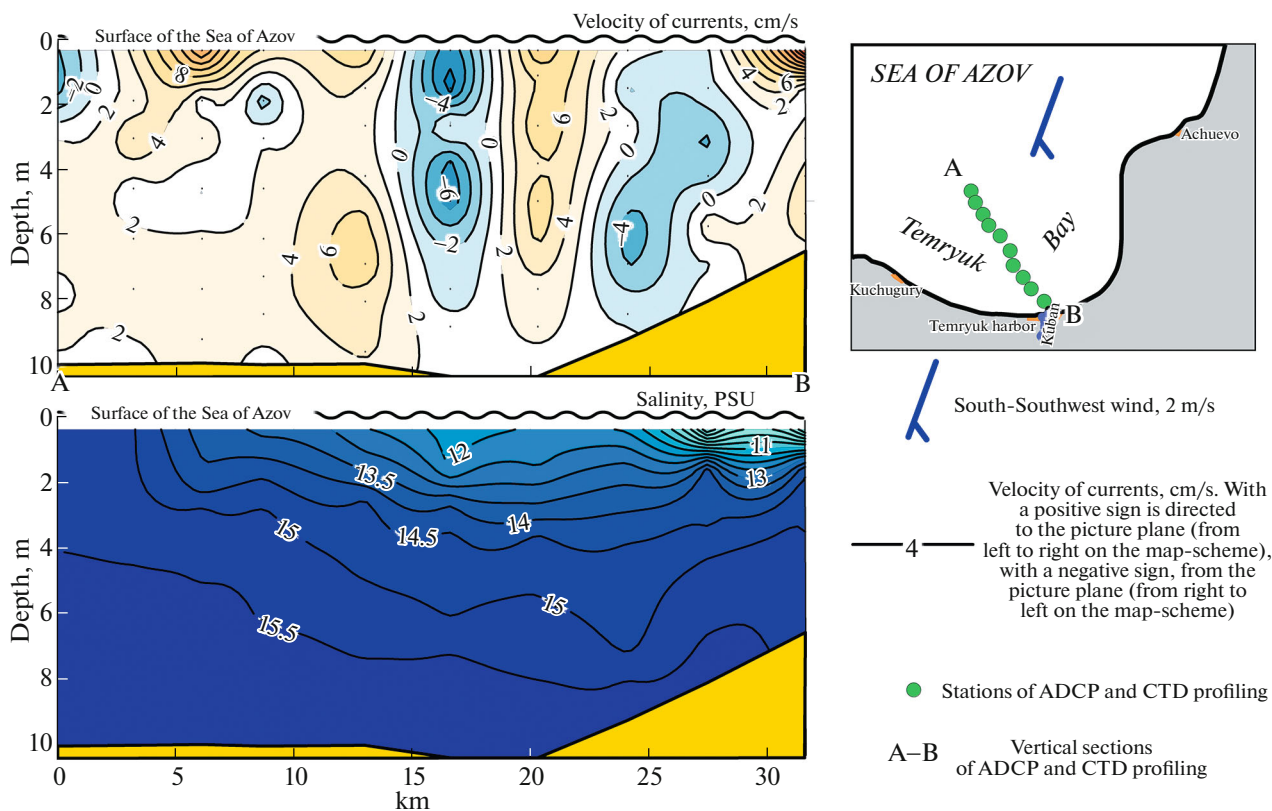 Velocity of currents, cm/s
Surface of the Sea of Azov
0
2
4
6
8
10
Depth, m
−2
0
2
8
4
2
4
6
2
0
−4
−6
−2
0
2
6
4
2
0
−4
0
2
4
6
2
2
A
B
Salinity, PSU
Surface of the Sea of Azov
0
2
4
6
8
10
Depth, m
12
11
13
13.5
14
14.5
15
15
15.5
0 5 10 15 20 25 30
km
SEA OF AZOV
Achuevo
A
Temryuk
Bay
Kuchugury
Temryuk harbor
Kuban
B
South-Southwest wind, 2 m/s
4
Velocity of currents, cm/s. With
a positive sign is directed
to the picture plane (from
left to right on the map-scheme),
with a negative sign, from the
picture plane (from right to
left on the map-scheme)
Stations of ADCP and CTD profiling
A–B
Vertical sections
of ADCP and CTD profiling